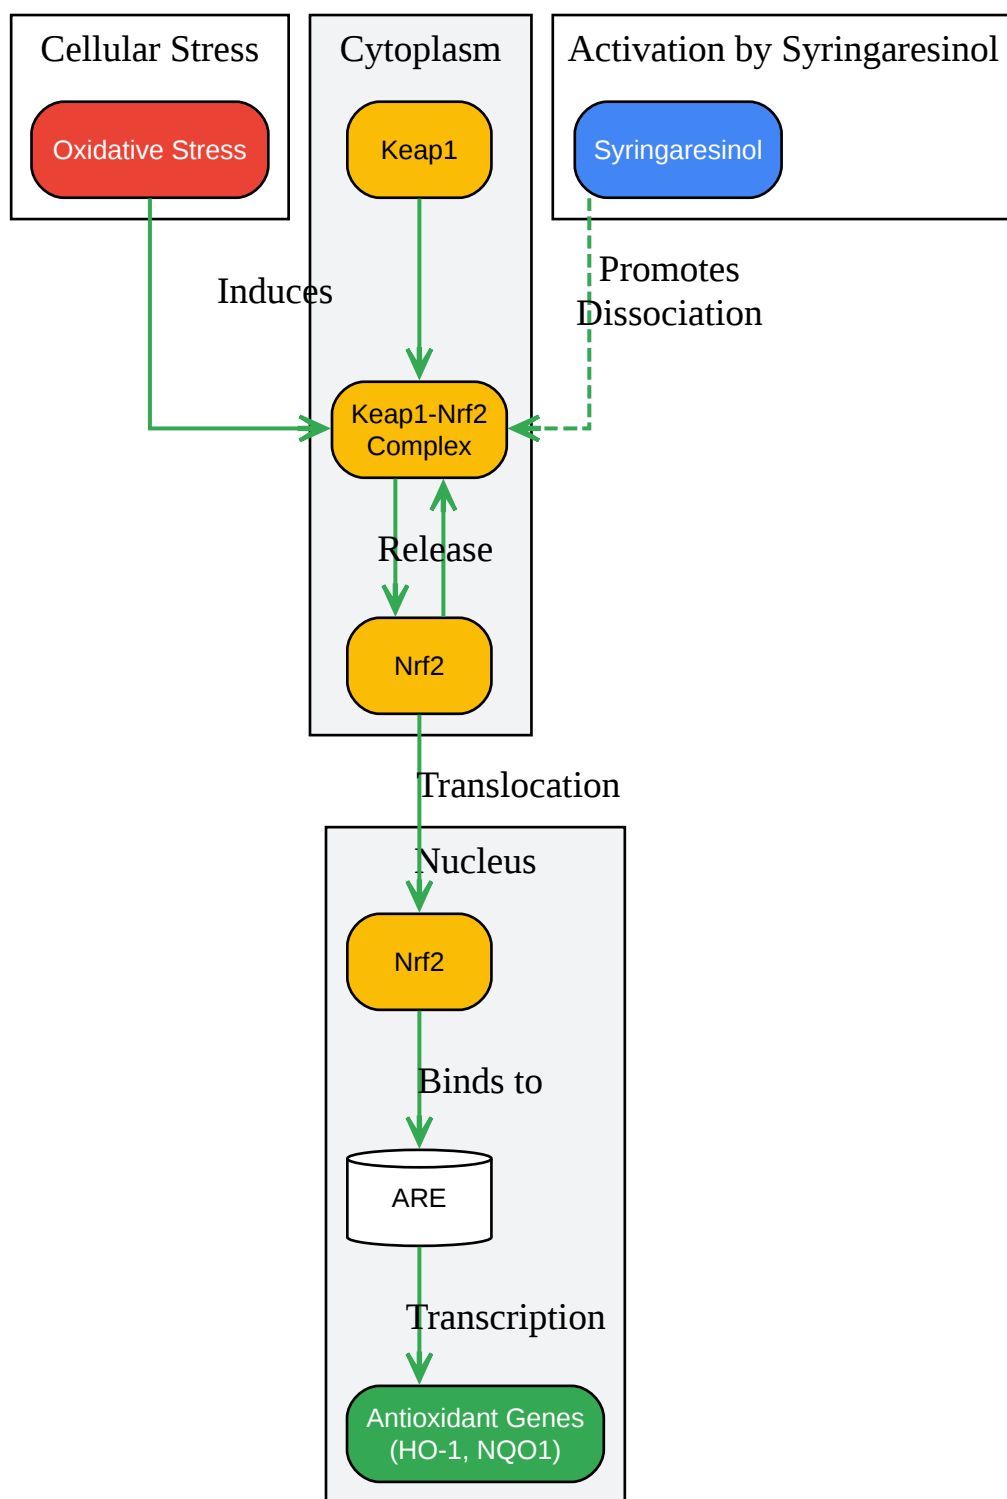 Cellular Stress
Cytoplasm
Activation by Syringaresinol
Oxidative Stress
Keap1
Syringaresinol
Induces
Promotes
Dissociation
Keap1-Nrf2
Complex
Release
Nrf2
Translocation
Nucleus
Nrf2
Binds to
ARE
Transcription
Antioxidant Genes
(HO-1, NQO1)